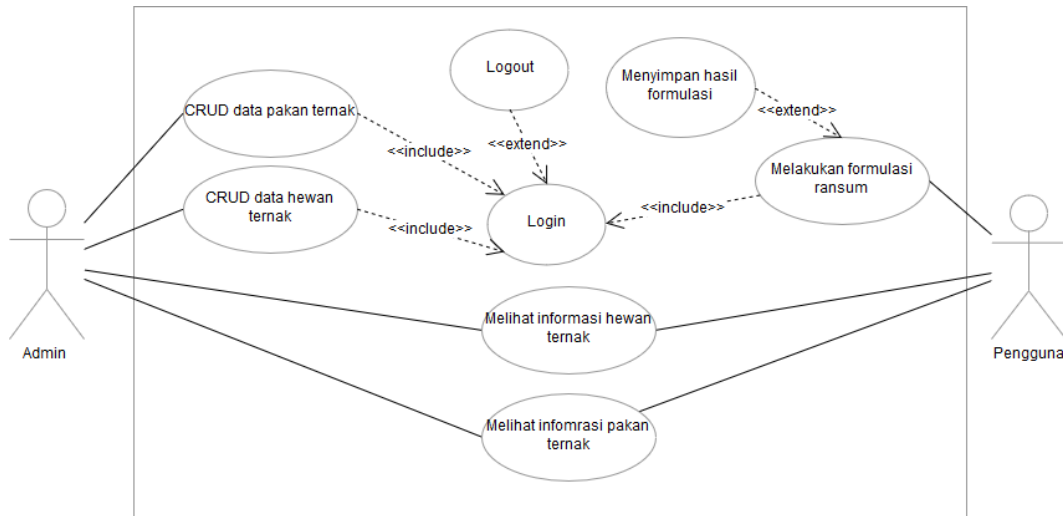 Logout
Menyimpan hasil
formulasi
CRUD data pakan ternak
<<extend>>
<<include>>
<<extend>>
Melakukan formulasi
ransum
CRUD data hewan
ternak
Login
<<include>>
<<include>>
Melihat informasi hewan
ternak
Admin
Pengguna
Melihat infomrasi pakan
ternak